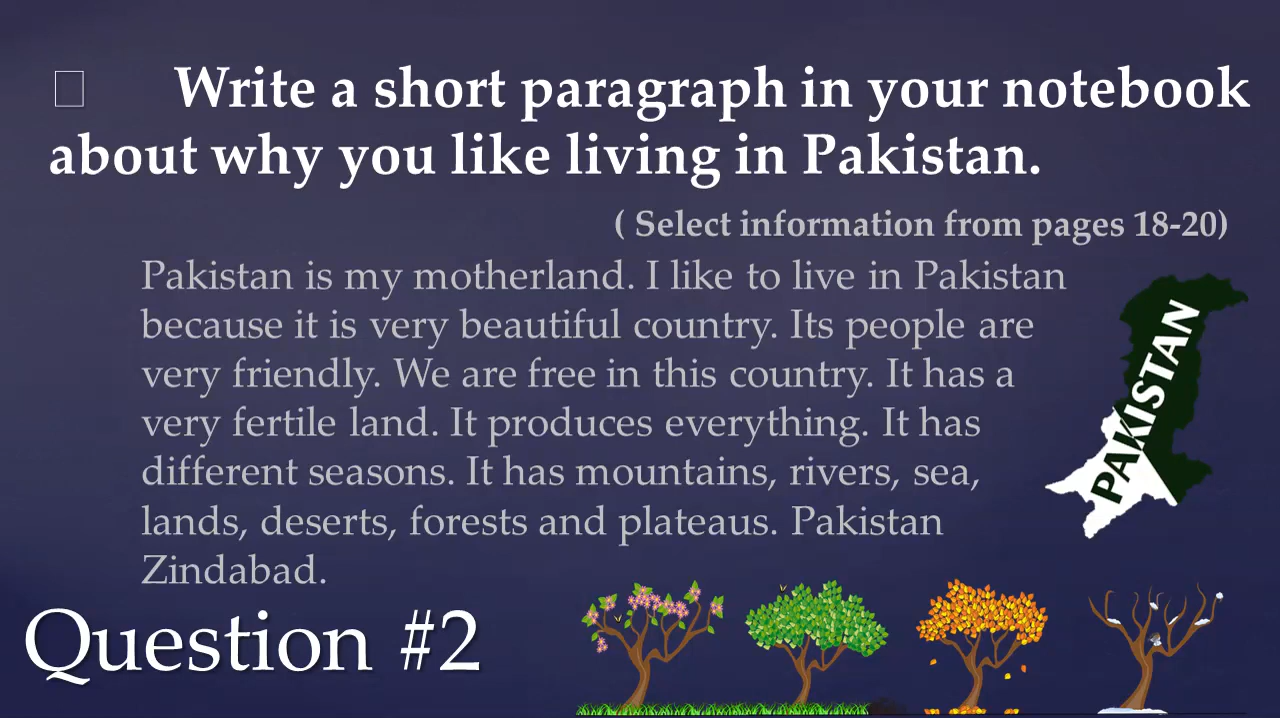 Write a short paragraph in your notebook
about why you like living in Pakistan.
( Select information from pages 18-20)
Pakistan is my motherland. I like to live in Pakistan
because it is very beautiful country. Its people are
very friendly. We are free in this country. It has a
very fertile land. It produces everything. It has
different seasons. It has mountains, rivers, sea,
lands, deserts, forests and plateaus. Pakistan
Zindabad.
PAKISTAN
Question #2